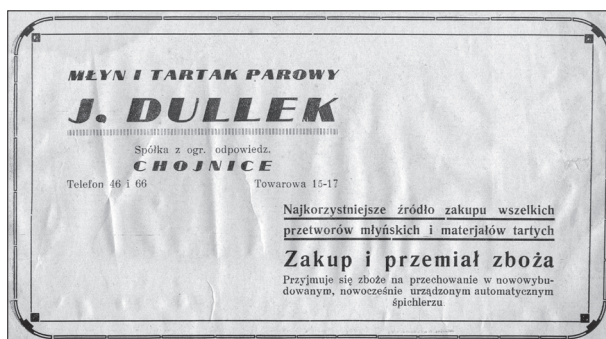 MŁYN I TARTAK PAROWY
J. DULLEK
Spółka z ogr. odpowiedz.
CHOJNICE
Telefon 46 i 66 Towarowa 15-17
Najkorzystniejsze źródło zakupu wszelkich
przetworów młyńskich i materjałów tartych
Zakup i przemiał zboża
Przyjmuje się zboże na przechowanie w nowowybu-
dowanym, nowocześnie urządzonym automatycznym
śpichlerzu